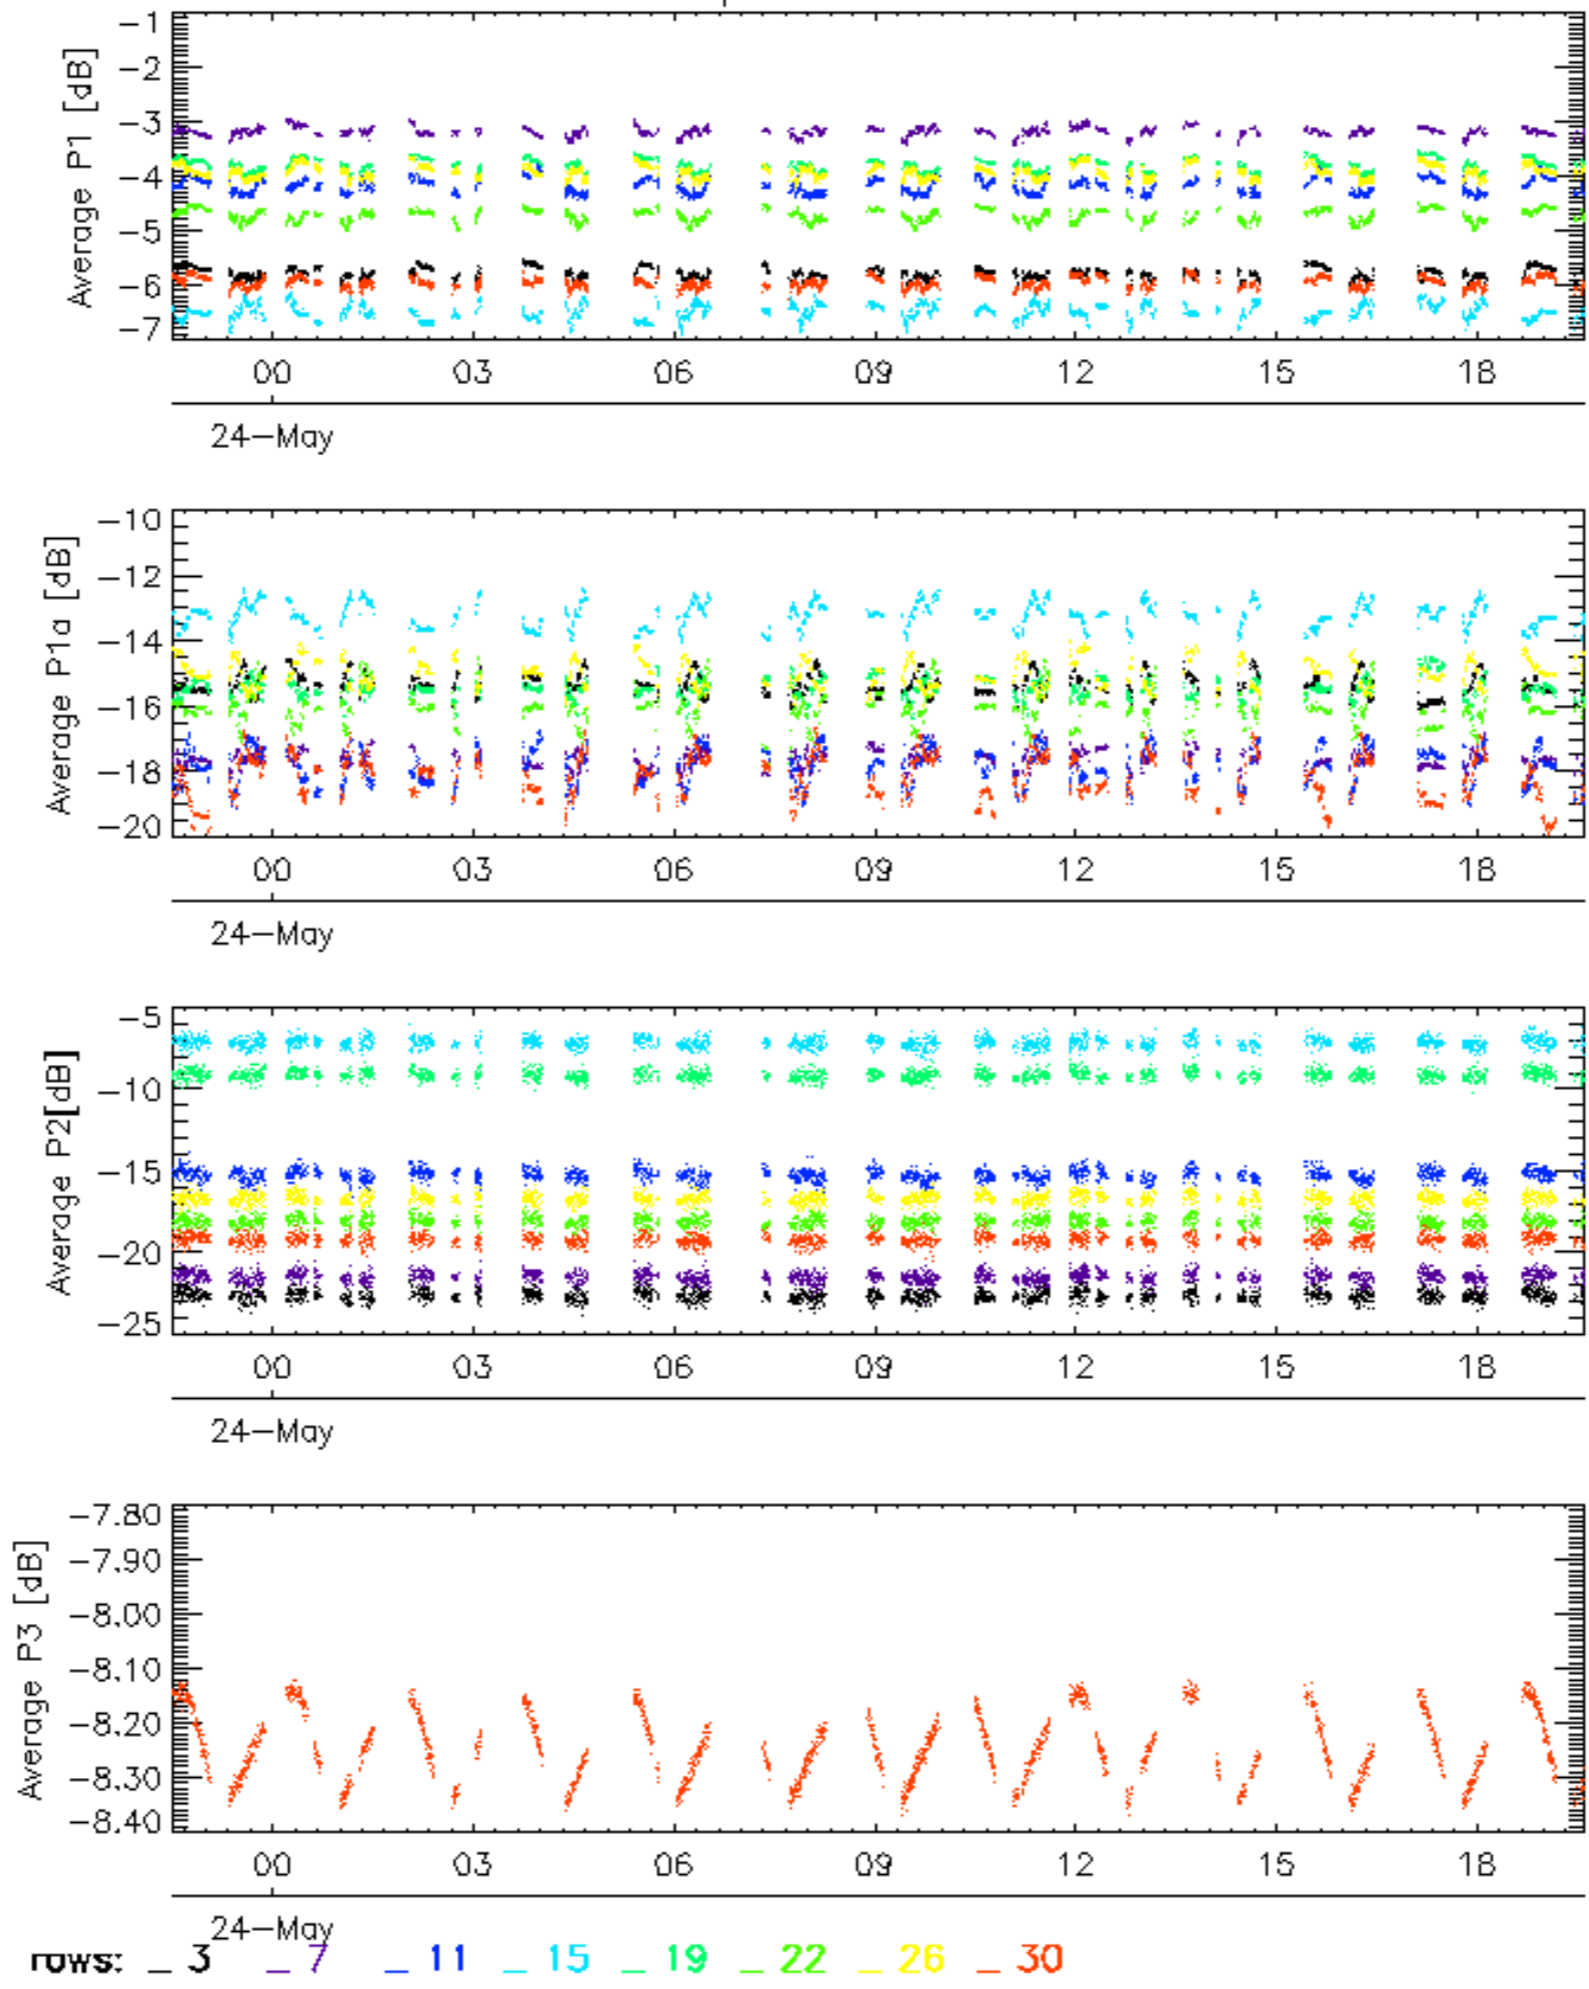 Average P1 [dB]
-1
-2
-3
-4
-5
-6
-7
00 03 06 09 12 15 18
24-May
Average P1a [dB]
-10
-12
-14
-16
-18
-20
00 03 06 09 12 15 18
24-May
Average P2[dB]
-5
-10
-15
-20
-25
00 03 06 09 12 15 18
24-May
Average P3 [dB]
-7.80
-7.90
-8.00
-8.10
-8.20
-8.30
-8.40
00 03 06 09 12 15 18
24-May
rows: _ 3 _ 7 _ 11 _ 15 _ 19 _ 22 _ 26 _ 30